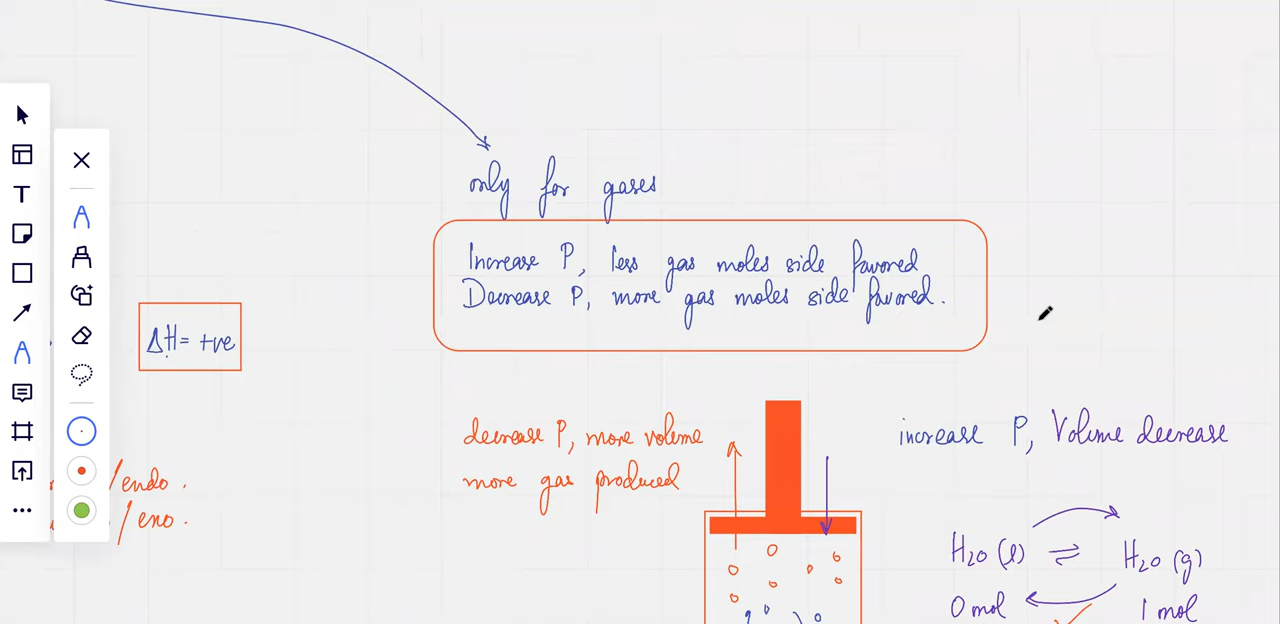 only for gases
Increase P, less gas moles side favored
Decrease P, more gas moles side favored.
ΔH = +ve
decrease P, more volume
more gas produced
increase P, Volume decrease
/endo.
/exo.
H₂O (l) ⇌ H₂O (g)
0 mol 1 mol
T